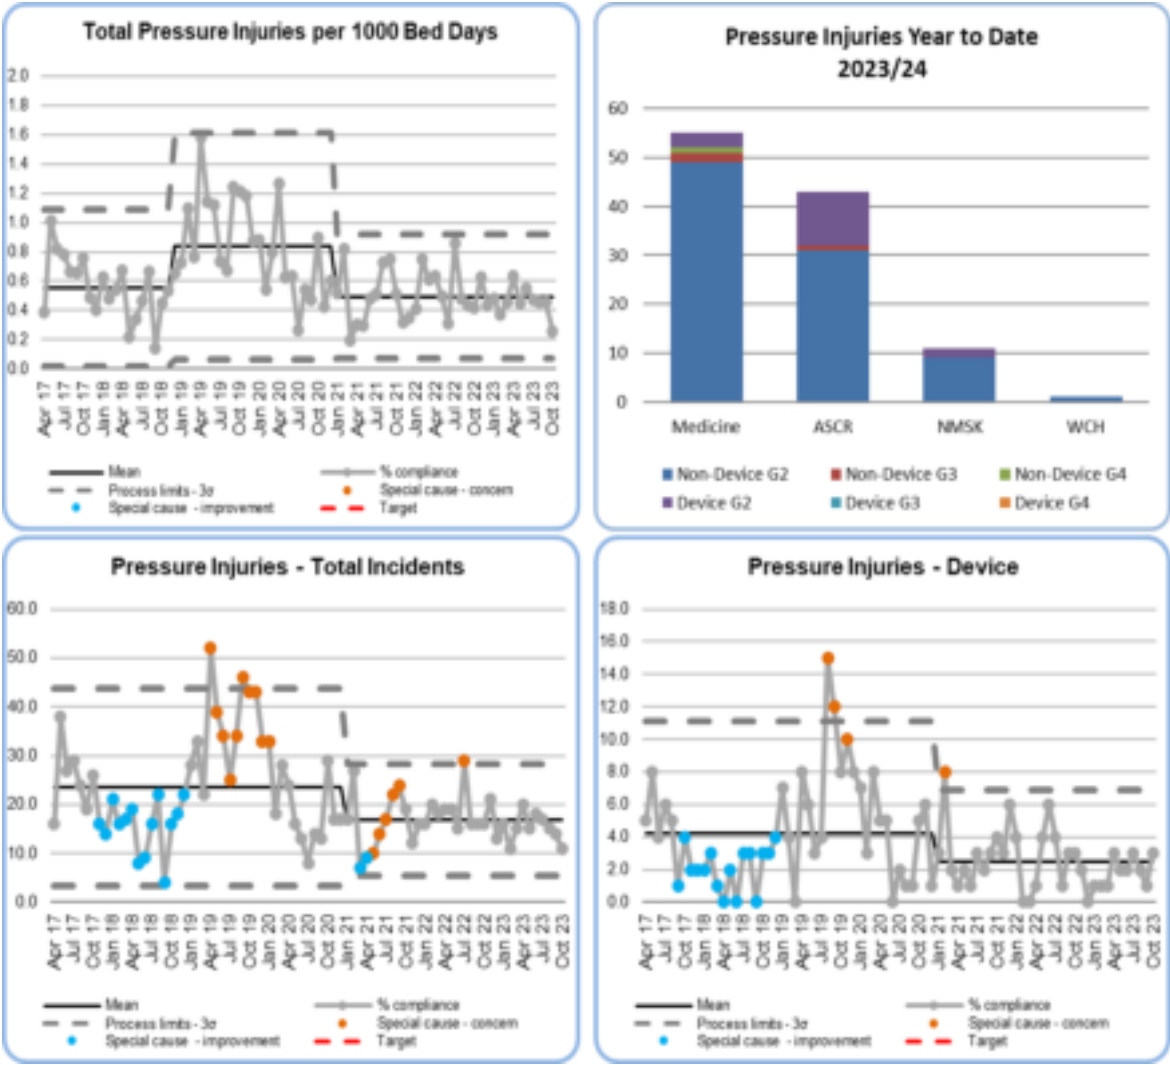 Total Pressure Injuries per 1000 Bed Days
2.0
1.8
1.6
1.4
1.2
1.0
0.8
0.6
0.4
0.2
0.0
Apr 17
Jul 17
Oct 17
Jan 18
Apr 18
Jul 18
Oct 18
Jan 19
Apr 19
Jul 19
Oct 19
Jan 20
Apr 20
Jul 20
Oct 20
Jan 21
Apr 21
Jul 21
Oct 21
Jan 22
Apr 22
Jul 22
Oct 22
Jan 23
Apr 23
Jul 23
Oct 23
Mean
% compliance
Process limits - 3σ
Special cause - concern
Special cause - improvement
Target
Pressure Injuries Year to Date
2023/24
60
50
40
30
20
10
0
Medicine ASCR NMSK WCH
Non-Device G2 Non-Device G3 Non-Device G4
Device G2 Device G3 Device G4
Pressure Injuries - Total Incidents
60.0
50.0
40.0
30.0
20.0
10.0
0.0
Apr 17
Jul 17
Oct 17
Jan 18
Apr 18
Jul 18
Oct 18
Jan 19
Apr 19
Jul 19
Oct 19
Jan 20
Apr 20
Jul 20
Oct 20
Jan 21
Apr 21
Jul 21
Oct 21
Jan 22
Apr 22
Jul 22
Oct 22
Jan 23
Apr 23
Jul 23
Oct 23
Mean
% compliance
Process limits - 3σ
Special cause - concern
Special cause - improvement
Target
Pressure Injuries - Device
18.0
16.0
14.0
12.0
10.0
8.0
6.0
4.0
2.0
0.0
Apr 17
Jul 17
Oct 17
Jan 18
Apr 18
Jul 18
Oct 18
Jan 19
Apr 19
Jul 19
Oct 19
Jan 20
Apr 20
Jul 20
Oct 20
Jan 21
Apr 21
Jul 21
Oct 21
Jan 22
Apr 22
Jul 22
Oct 22
Jan 23
Apr 23
Jul 23
Oct 23
Mean
% compliance
Process limits - 3σ
Special cause - concern
Special cause - improvement
Target